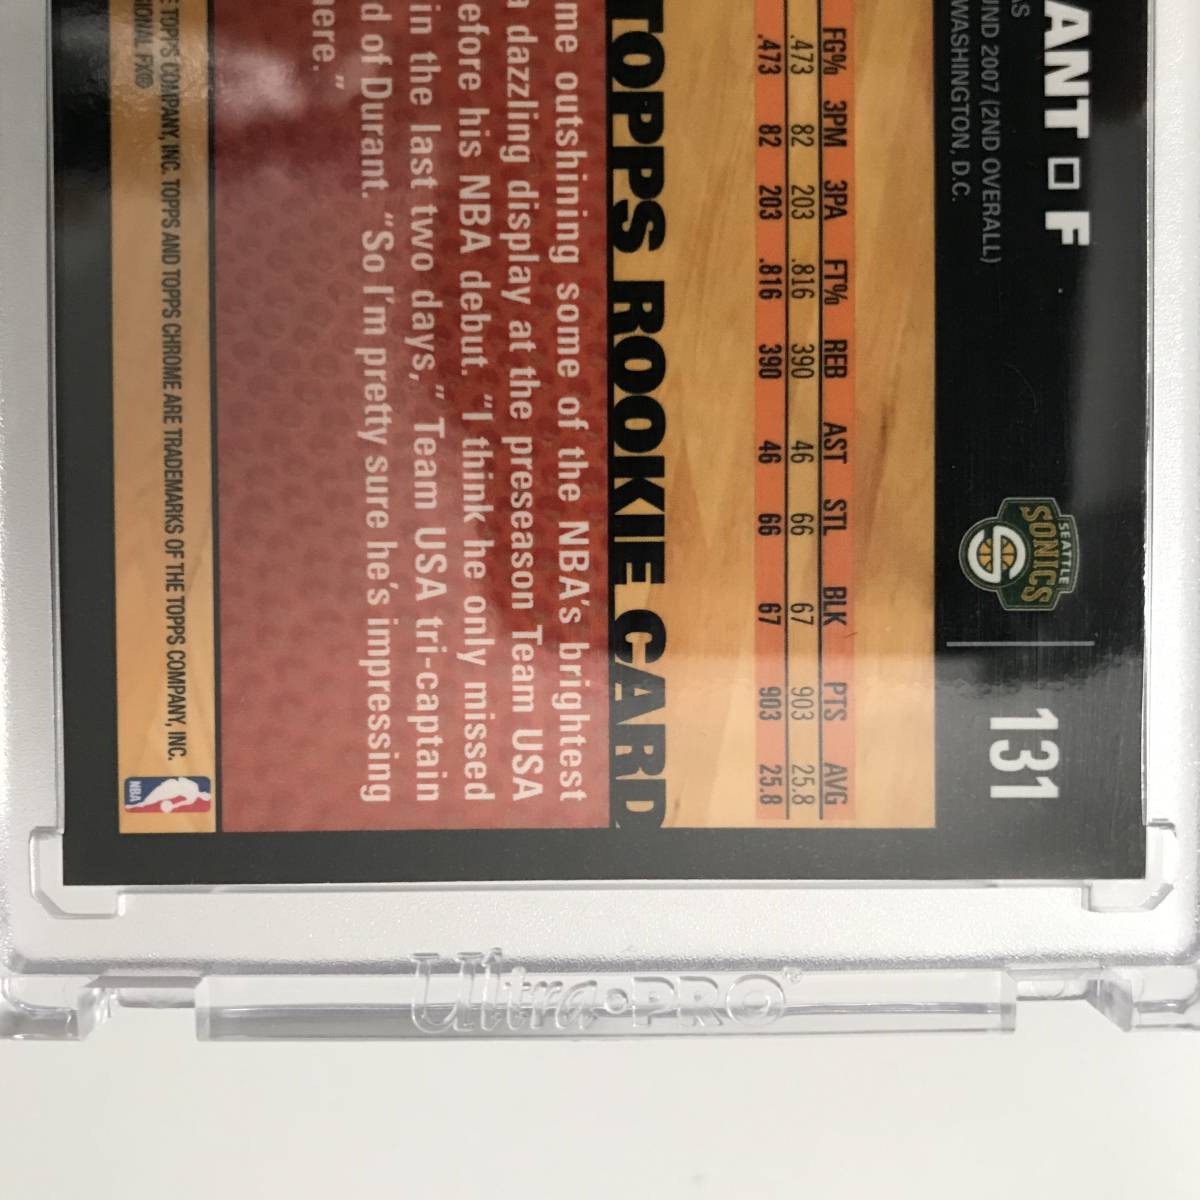 ANT □ F
AS
UND 2007 (2ND OVERALL)
WASHINGTON, D.C.
SEATTLE
SONICS
131
FG% 3PM 3PA FT% REB AST STL BLK PTS AVG
.473 82 203 .816 390 46 66 67 903 25.8
.473 82 203 .816 390 46 66 67 903 25.8
TOPPS ROOKIE CARD
me outshining some of the NBA's brightest
a dazzling display at the preseason Team USA
efore his NBA debut. "I think he only missed
in the last two days," Team USA tri-captain
d of Durant. "So I'm pretty sure he's impressing
here."
E TOPPS COMPANY, INC. TOPPS AND TOPPS CHROME ARE TRADEMARKS OF THE TOPPS COMPANY, INC.
SIONAL FX®
NBA
Ultra•PRO